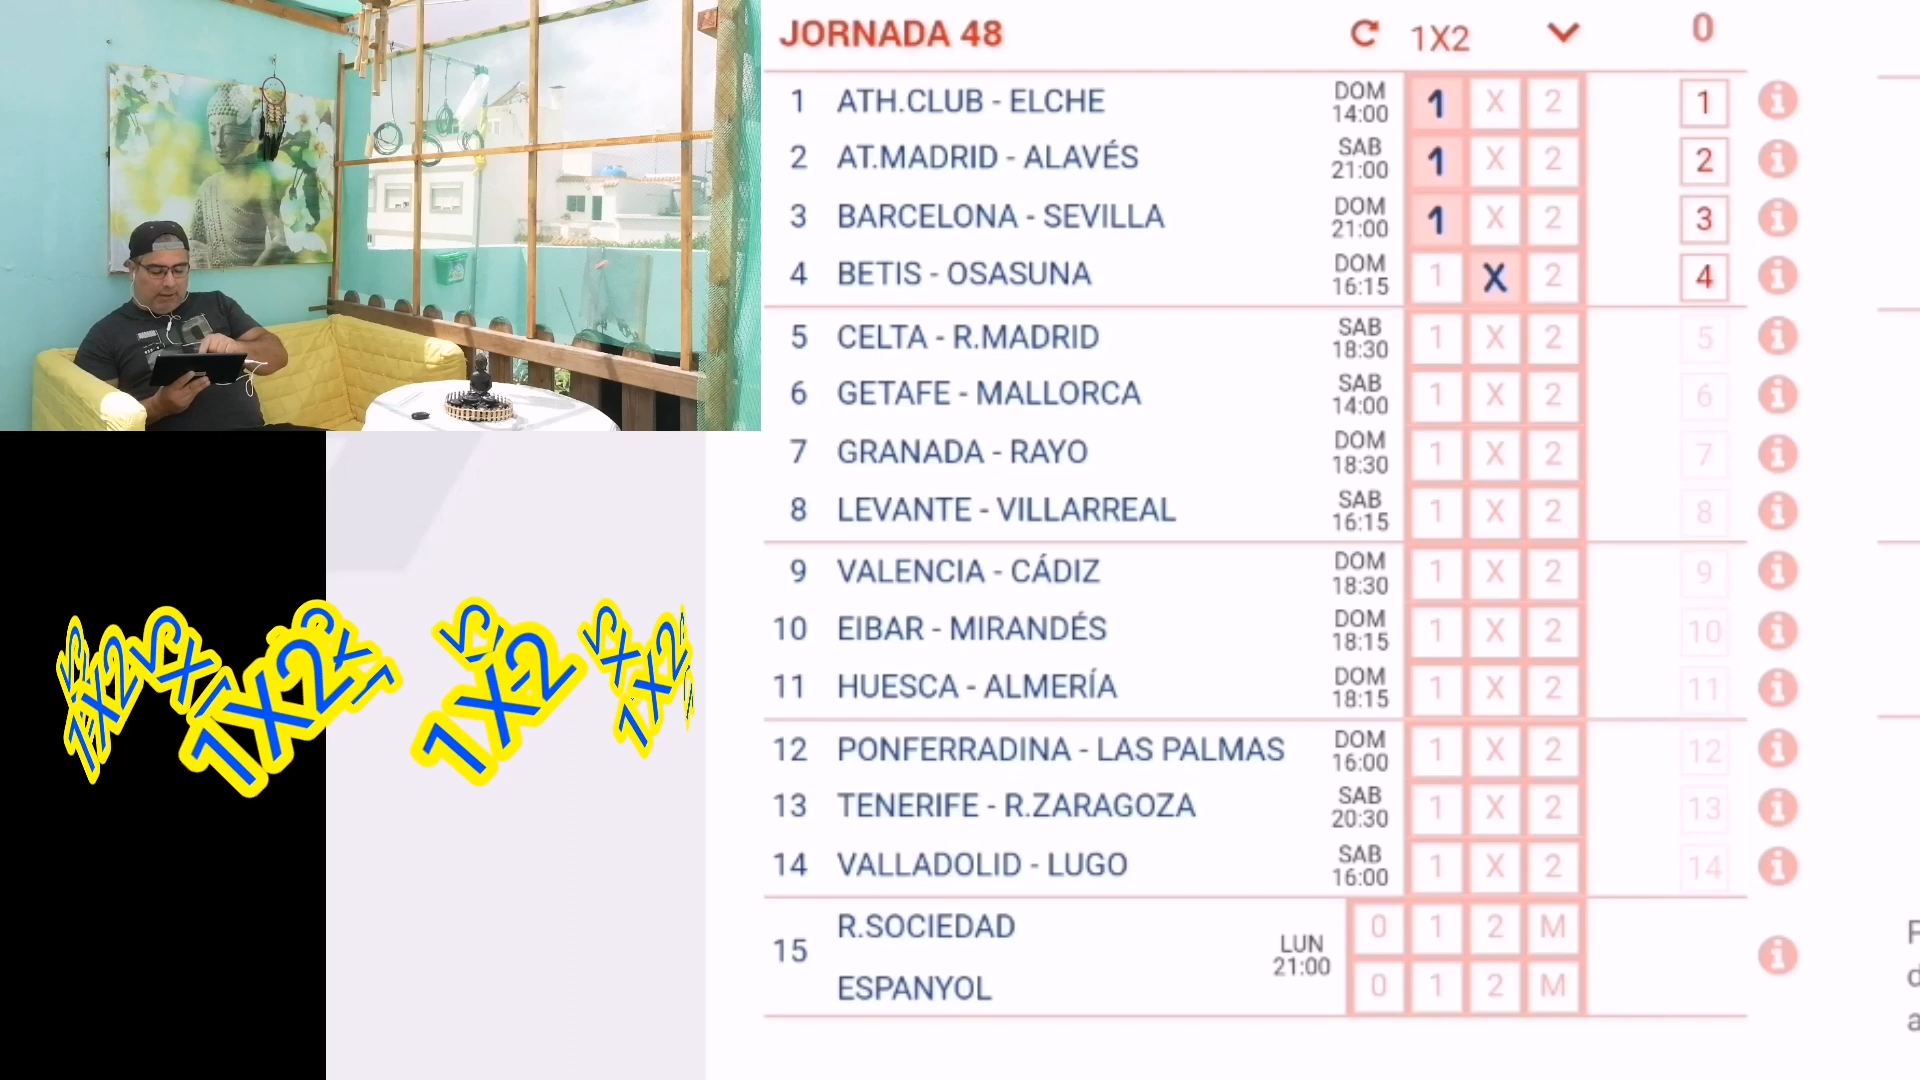 JORNADA 48 1X2 0
1 ATH.CLUB - ELCHE DOM 14:00 1 X 2 1
2 AT.MADRID - ALAVÉS SAB 21:00 1 X 2 2
3 BARCELONA - SEVILLA DOM 21:00 1 X 2 3
4 BETIS - OSASUNA DOM 16:15 1 X 2 4
5 CELTA - R.MADRID SAB 18:30 1 X 2 5
6 GETAFE - MALLORCA SAB 14:00 1 X 2 6
7 GRANADA - RAYO DOM 18:30 1 X 2 7
8 LEVANTE - VILLARREAL SAB 16:15 1 X 2 8
9 VALENCIA - CÁDIZ DOM 18:30 1 X 2 9
10 EIBAR - MIRANDÉS DOM 18:15 1 X 2 10
11 HUESCA - ALMERÍA DOM 18:15 1 X 2 11
12 PONFERRADINA - LAS PALMAS DOM 16:00 1 X 2 12
13 TENERIFE - R.ZARAGOZA SAB 20:30 1 X 2 13
14 VALLADOLID - LUGO SAB 16:00 1 X 2 14
15 R.SOCIEDAD LUN 21:00 0 1 2 M
ESPANYOL 0 1 2 M
1X2
1X2
1X2
1X2